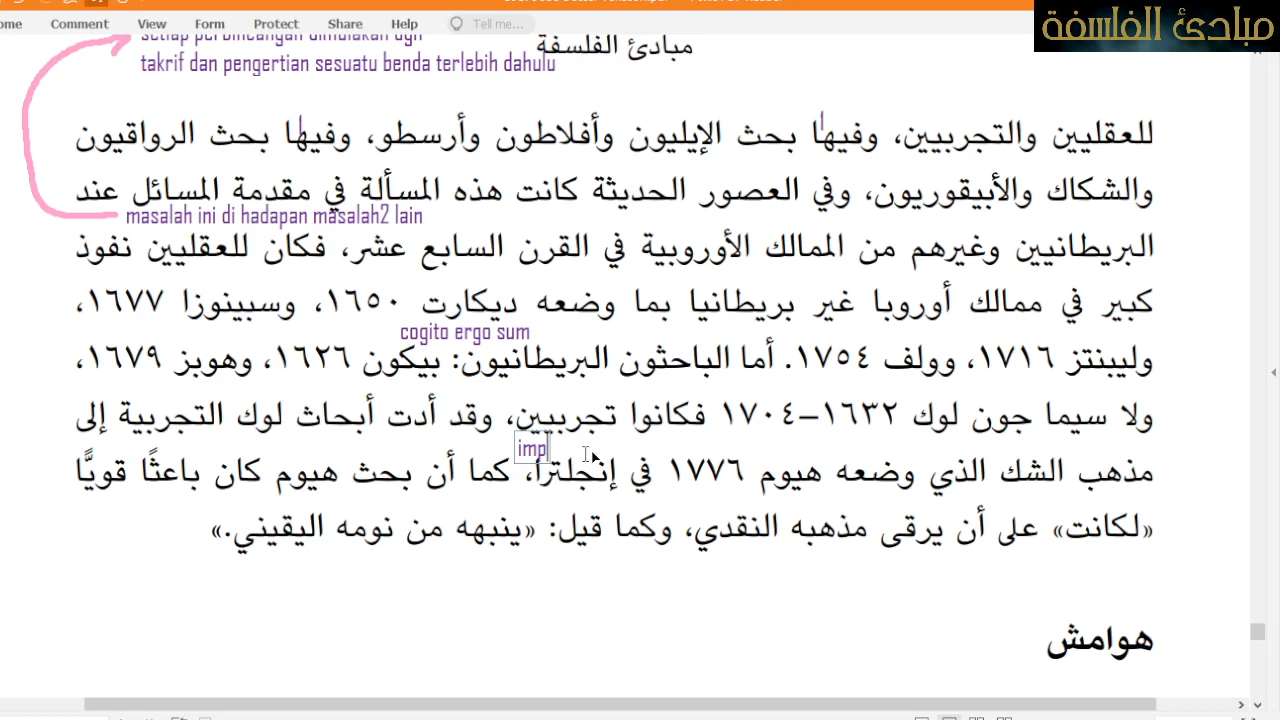 ome Comment View Form Protect Share Help Tell me...
مبادئ الفلسفة
مبادئ الفلسفة
setiap perbincangan dimulakan dgn
takrif dan pengertian sesuatu benda terlebih dahulu
للعقليين والتجربيين، وفيها بحث الإيليون وأفلاطون وأرسطو، وفيها بحث الرواقيون
والشكاك والأبيقوريون، وفي العصور الحديثة كانت هذه المسألة في مقدمة المسائل عند
masalah ini di hadapan masalah2 lain
البريطانيين وغيرهم من الممالك الأوروبية في القرن السابع عشر، فكان للعقليين نفوذ
كبير في ممالك أوروبا غير بريطانيا بما وضعه ديكارت ١٦٥٠، وسبينوزا ١٦٧٧،
cogito ergo sum
وليبنتز ١٧١٦، وولف ١٧٥٤. أما الباحثون البريطانيون: بيكون ١٦٢٦، وهوبز ١٦٧٩،
ولا سيما جون لوك ١٦٣٢–١٧٠٤ فكانوا تجربيين، وقد أدت أبحاث لوك التجربية إلى
imp
مذهب الشك الذي وضعه هيوم ١٧٧٦ في إنجلترا، كما أن بحث هيوم كان باعثًا قويًّا
«لكانت» على أن يرقى مذهبه النقدي، وكما قيل: «ينبهه من نومه اليقيني.»
هوامش